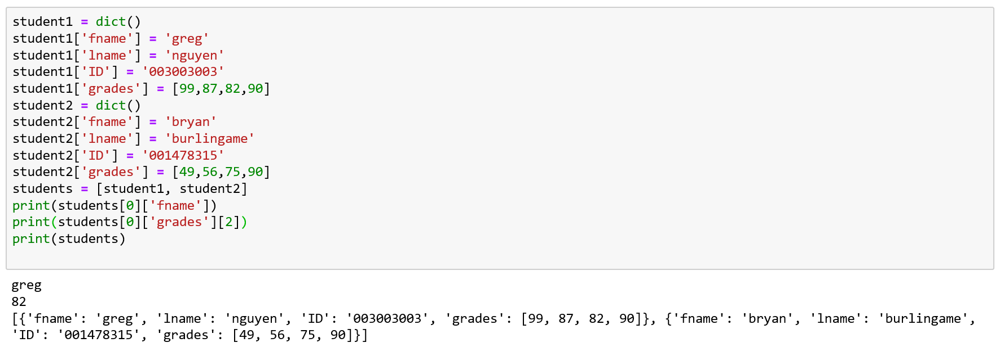 student1 = dict()
student1['fname'] = 'greg'
student1['lname'] = 'nguyen'
student1['ID'] = '003003003'
student1['grades'] = [99,87,82,90]
student2 = dict()
student2['fname'] = 'bryan'
student2['lname'] = 'burlingame'
student2['ID'] = '001478315'
student2['grades'] = [49,56,75,90]
students = [student1, student2]
print(students[0]['fname'])
print(students[0]['grades'][2])
print(students)
greg
82
[{'fname': 'greg', 'lname': 'nguyen', 'ID': '003003003', 'grades': [99, 87, 82, 90]}, {'fname': 'bryan', 'lname': 'burlingame',
'ID': '001478315', 'grades': [49, 56, 75, 90]}]